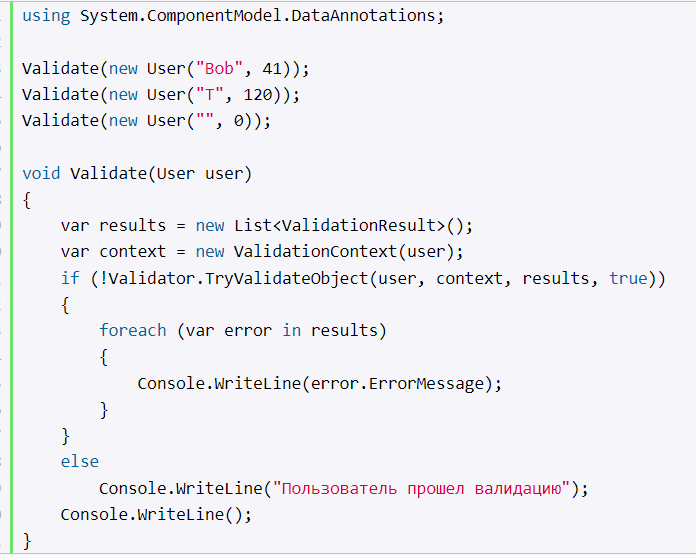 using System.ComponentModel.DataAnnotations;
Validate(new User("Bob", 41));
Validate(new User("T", 120));
Validate(new User("", 0));
void Validate(User user)
{
    var results = new List<ValidationResult>();
    var context = new ValidationContext(user);
    if (!Validator.TryValidateObject(user, context, results, true))
    {
        foreach (var error in results)
        {
            Console.WriteLine(error.ErrorMessage);
        }
    }
    else
        Console.WriteLine("Пользователь прошел валидацию");
    Console.WriteLine();
}